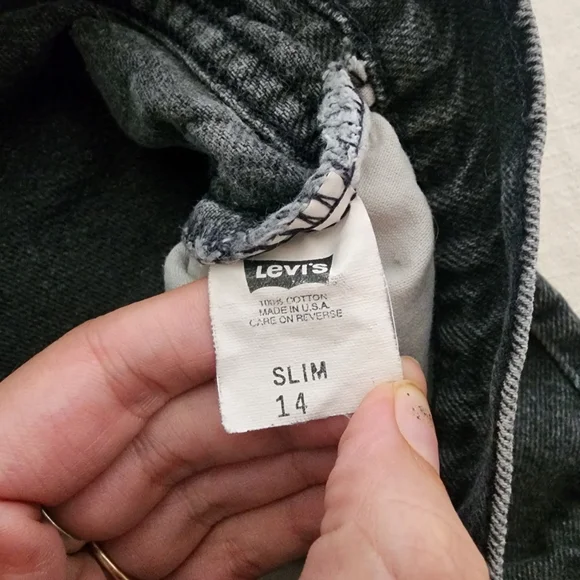 LEVI'S
100% COTTON
MADE IN U.S.A.
CARE ON REVERSE
SLIM
14